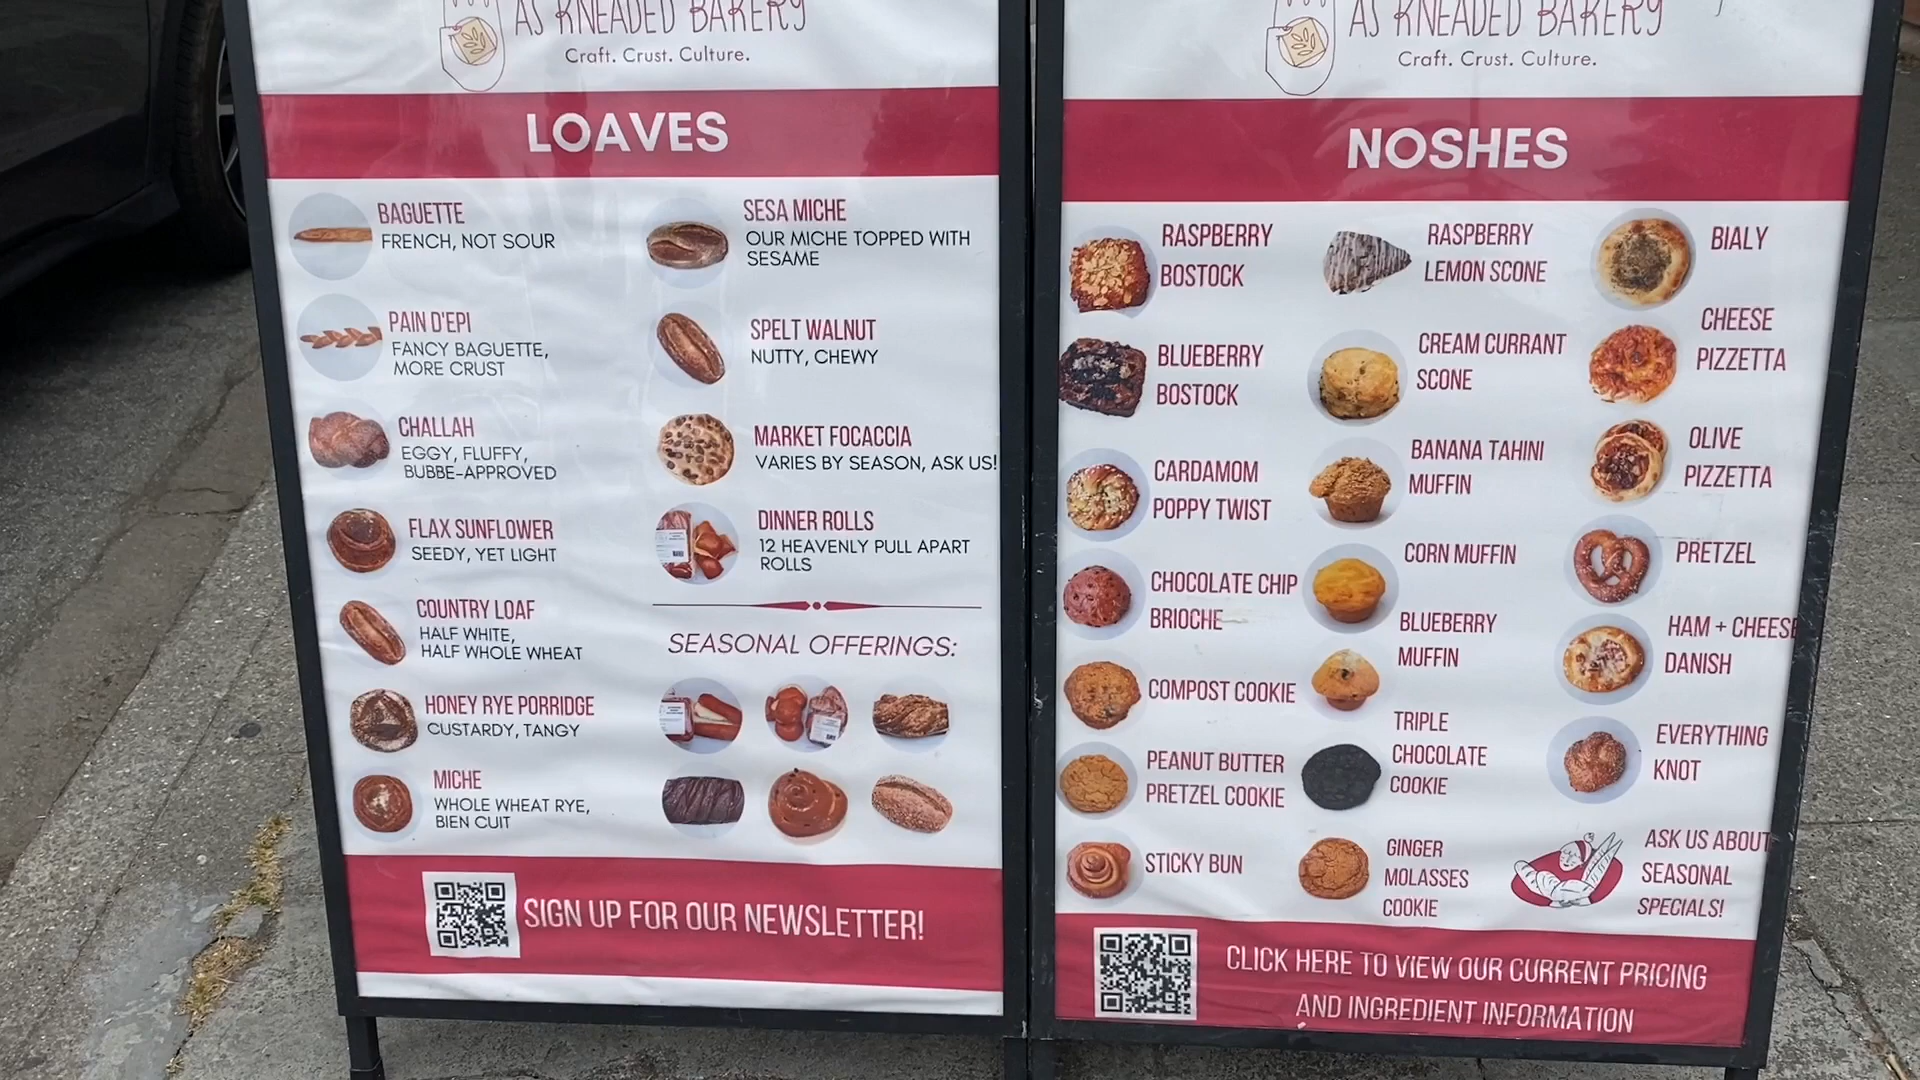 AS KNEADED BAKERY
Craft. Crust. Culture.
LOAVES
BAGUETTE
FRENCH, NOT SOUR
PAIN D'EPI
FANCY BAGUETTE,
MORE CRUST
CHALLAH
EGGY, FLUFFY,
BUBBE-APPROVED
FLAX SUNFLOWER
SEEDY, YET LIGHT
COUNTRY LOAF
HALF WHITE,
HALF WHOLE WHEAT
HONEY RYE PORRIDGE
CUSTARDY, TANGY
MICHE
WHOLE WHEAT RYE,
BIEN CUIT
SESA MICHE
OUR MICHE TOPPED WITH
SESAME
SPELT WALNUT
NUTTY, CHEWY
MARKET FOCACCIA
VARIES BY SEASON, ASK US!
DINNER ROLLS
12 HEAVENLY PULL APART
ROLLS
SEASONAL OFFERINGS:
SIGN UP FOR OUR NEWSLETTER!
AS KNEADED BAKERY
Craft. Crust. Culture.
NOSHES
RASPBERRY
BOSTOCK
BLUEBERRY
BOSTOCK
CARDAMOM
POPPY TWIST
CHOCOLATE CHIP
BRIOCHE
COMPOST COOKIE
PEANUT BUTTER
PRETZEL COOKIE
STICKY BUN
RASPBERRY
LEMON SCONE
CREAM CURRANT
SCONE
BANANA TAHINI
MUFFIN
CORN MUFFIN
BLUEBERRY
MUFFIN
TRIPLE
CHOCOLATE
COOKIE
GINGER
MOLASSES
COOKIE
BIALY
CHEESE
PIZZETTA
OLIVE
PIZZETTA
PRETZEL
HAM + CHEESE
DANISH
EVERYTHING
KNOT
ASK US ABOUT
SEASONAL
SPECIALS!
CLICK HERE TO VIEW OUR CURRENT PRICING
AND INGREDIENT INFORMATION